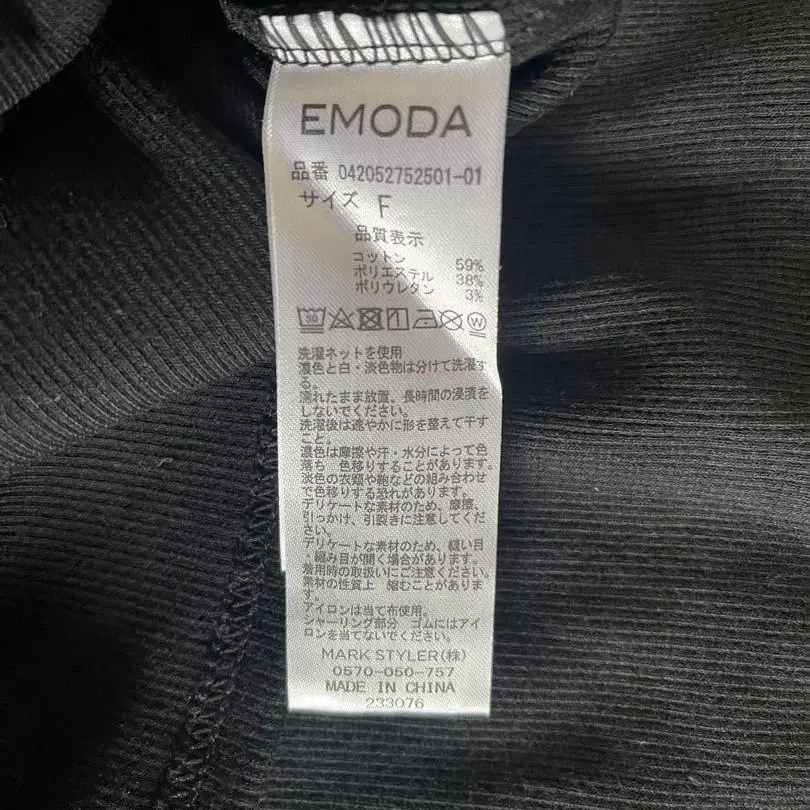 EMODA
品番 042052752501-01
サイズ F
品質表示
コットン 59%
ポリエステル 38%
ポリウレタン 3%
30 W
洗濯ネットを使用
濃色と白・淡色物は分けて洗濯す
る。
濡れたまま放置、長時間の浸漬を
しないでください。
洗濯後は速やかに形を整えて干す
こと。
濃色は摩擦や汗・水分によって色
落ち 色移りすることがあります。
淡色の衣類や鞄などの組み合わせ
で色移りする恐れがあります。
デリケートな素材のため、摩擦、
引っかけ、引裂きに注意してくだ
さい。
デリケートな素材のため、縫い目
・編み目が開く場合があります。
着用時の取扱いにご注意ください。
素材の性質上 縮むことがありま
す。
アイロンは当て布使用。
シャーリング部分 ゴムにはアイ
ロンを当てないでください。
MARK STYLER(株)
0570-050-757
MADE IN CHINA
233076